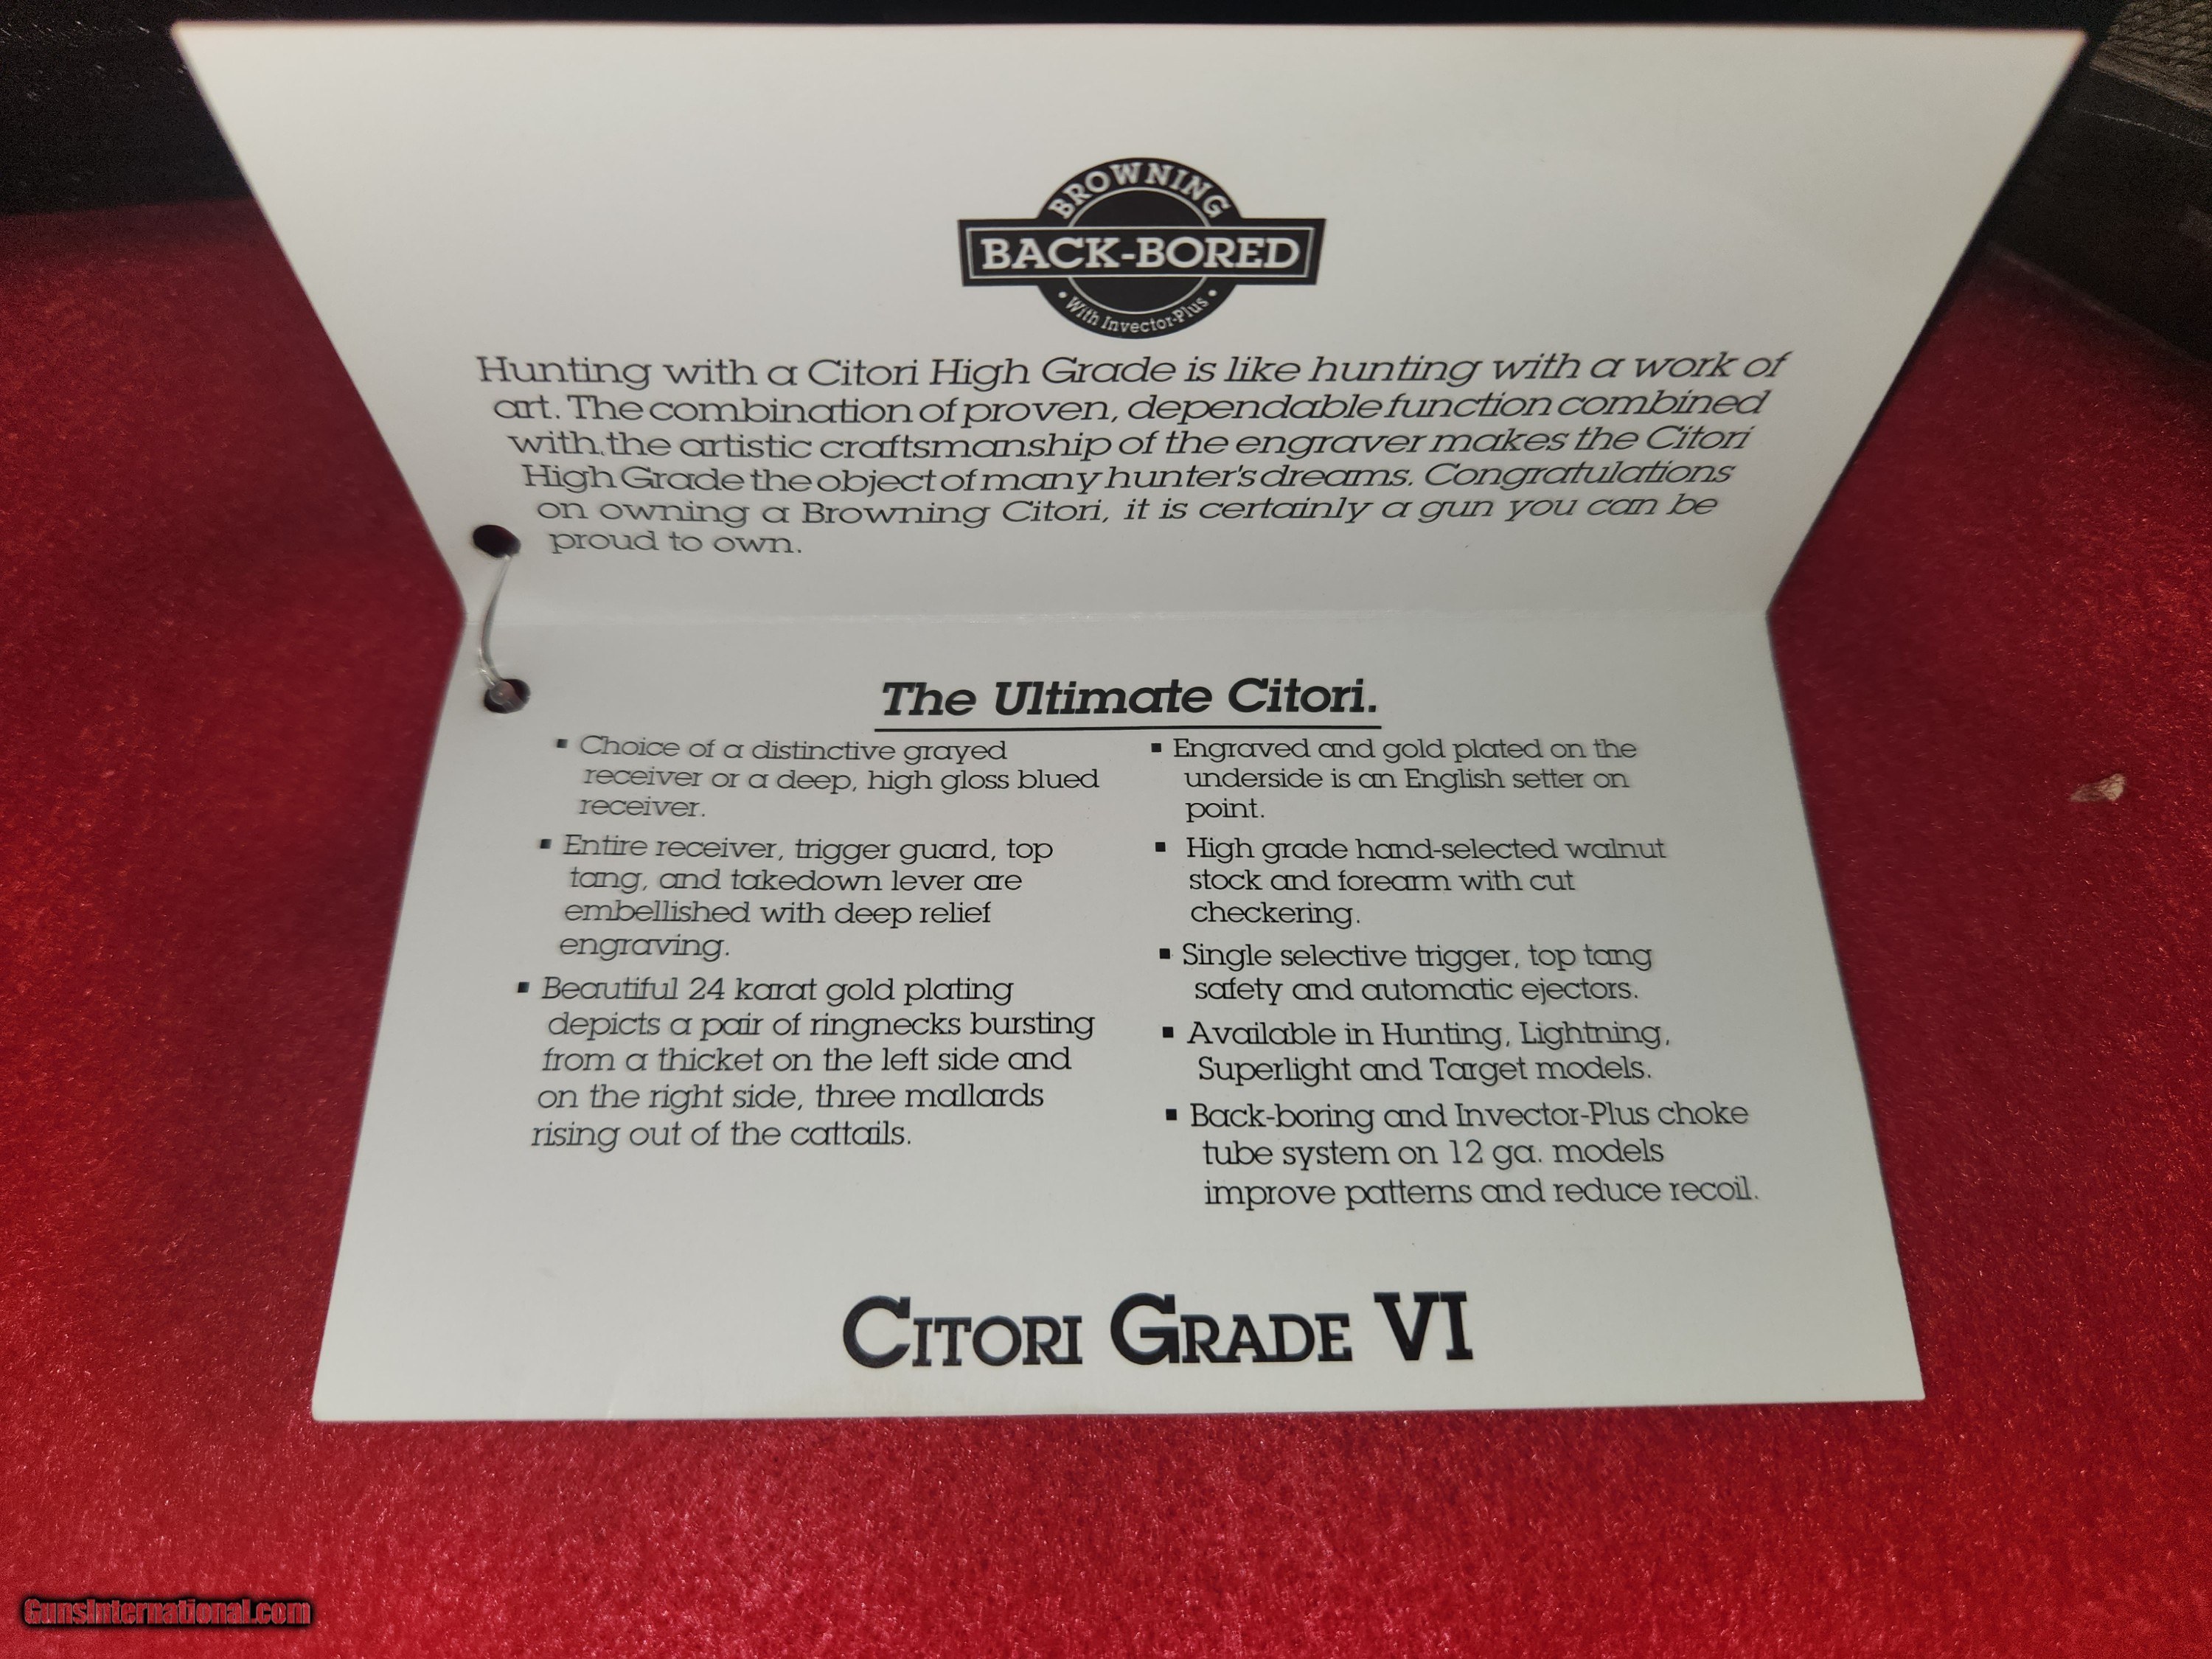 BROWNING
BACK-BORED
• With Invector-Plus •
Hunting with a Citori High Grade is like hunting with a work of
art. The combination of proven, dependable function combined
with the artistic craftsmanship of the engraver makes the Citori
High Grade the object of many hunter's dreams. Congratulations
on owning a Browning Citori, it is certainly a gun you can be
proud to own.
The Ultimate Citori.
▪ Choice of a distinctive grayed
receiver or a deep, high gloss blued
receiver.
▪ Entire receiver, trigger guard, top
tang, and takedown lever are
embellished with deep relief
engraving.
▪ Beautiful 24 karat gold plating
depicts a pair of ringnecks bursting
from a thicket on the left side and
on the right side, three mallards
rising out of the cattails.
▪ Engraved and gold plated on the
underside is an English setter on
point.
▪ High grade hand-selected walnut
stock and forearm with cut
checkering.
▪ Single selective trigger, top tang
safety and automatic ejectors.
▪ Available in Hunting, Lightning,
Superlight and Target models.
▪ Back-boring and Invector-Plus choke
tube system on 12 ga. models
improve patterns and reduce recoil.
CITORI GRADE VI
GunsInternational.com